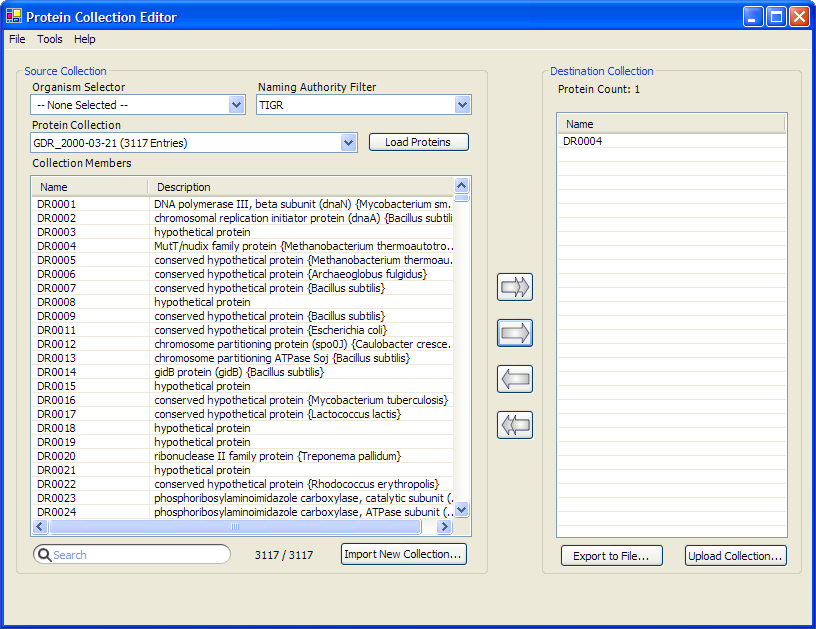 Protein Collection Editor
File Tools Help
Source Collection
Organism Selector Naming Authority Filter
-- None Selected -- TIGR
Protein Collection
GDR_2000-03-21 (3117 Entries) Load Proteins
Collection Members
Name Description
DR0001 DNA polymerase III, beta subunit (dnaN) {Mycobacterium sm...
DR0002 chromosomal replication initiator protein (dnaA) {Bacillus subtili
DR0003 hypothetical protein
DR0004 MutT/nudix family protein {Methanobacterium thermoautotro...
DR0005 conserved hypothetical protein {Methanobacterium thermoau...
DR0006 conserved hypothetical protein {Archaeoglobus fulgidus}
DR0007 conserved hypothetical protein {Bacillus subtilis}
DR0008 hypothetical protein
DR0009 conserved hypothetical protein {Bacillus subtilis}
DR0011 conserved hypothetical protein {Escherichia coli}
DR0012 chromosome partitioning protein (spo0J) {Caulobacter cresce...
DR0013 chromosome partitioning ATPase Soj {Bacillus subtilis}
DR0014 gidB protein (gidB) {Bacillus subtilis}
DR0015 hypothetical protein
DR0016 conserved hypothetical protein {Mycobacterium tuberculosis}
DR0017 conserved hypothetical protein {Lactococcus lactis}
DR0018 hypothetical protein
DR0019 hypothetical protein
DR0020 ribonuclease II family protein {Treponema pallidum}
DR0021 hypothetical protein
DR0022 conserved hypothetical protein {Rhodococcus erythropolis}
DR0023 phosphoribosylaminoimidazole carboxylase, catalytic subunit (...
DR0024 phosphoribosylaminoimidazole carboxylase, ATPase subunit (...
Search 3117 / 3117 Import New Collection...
Destination Collection
Protein Count: 1
Name
DR0004
Export to File... Upload Collection...